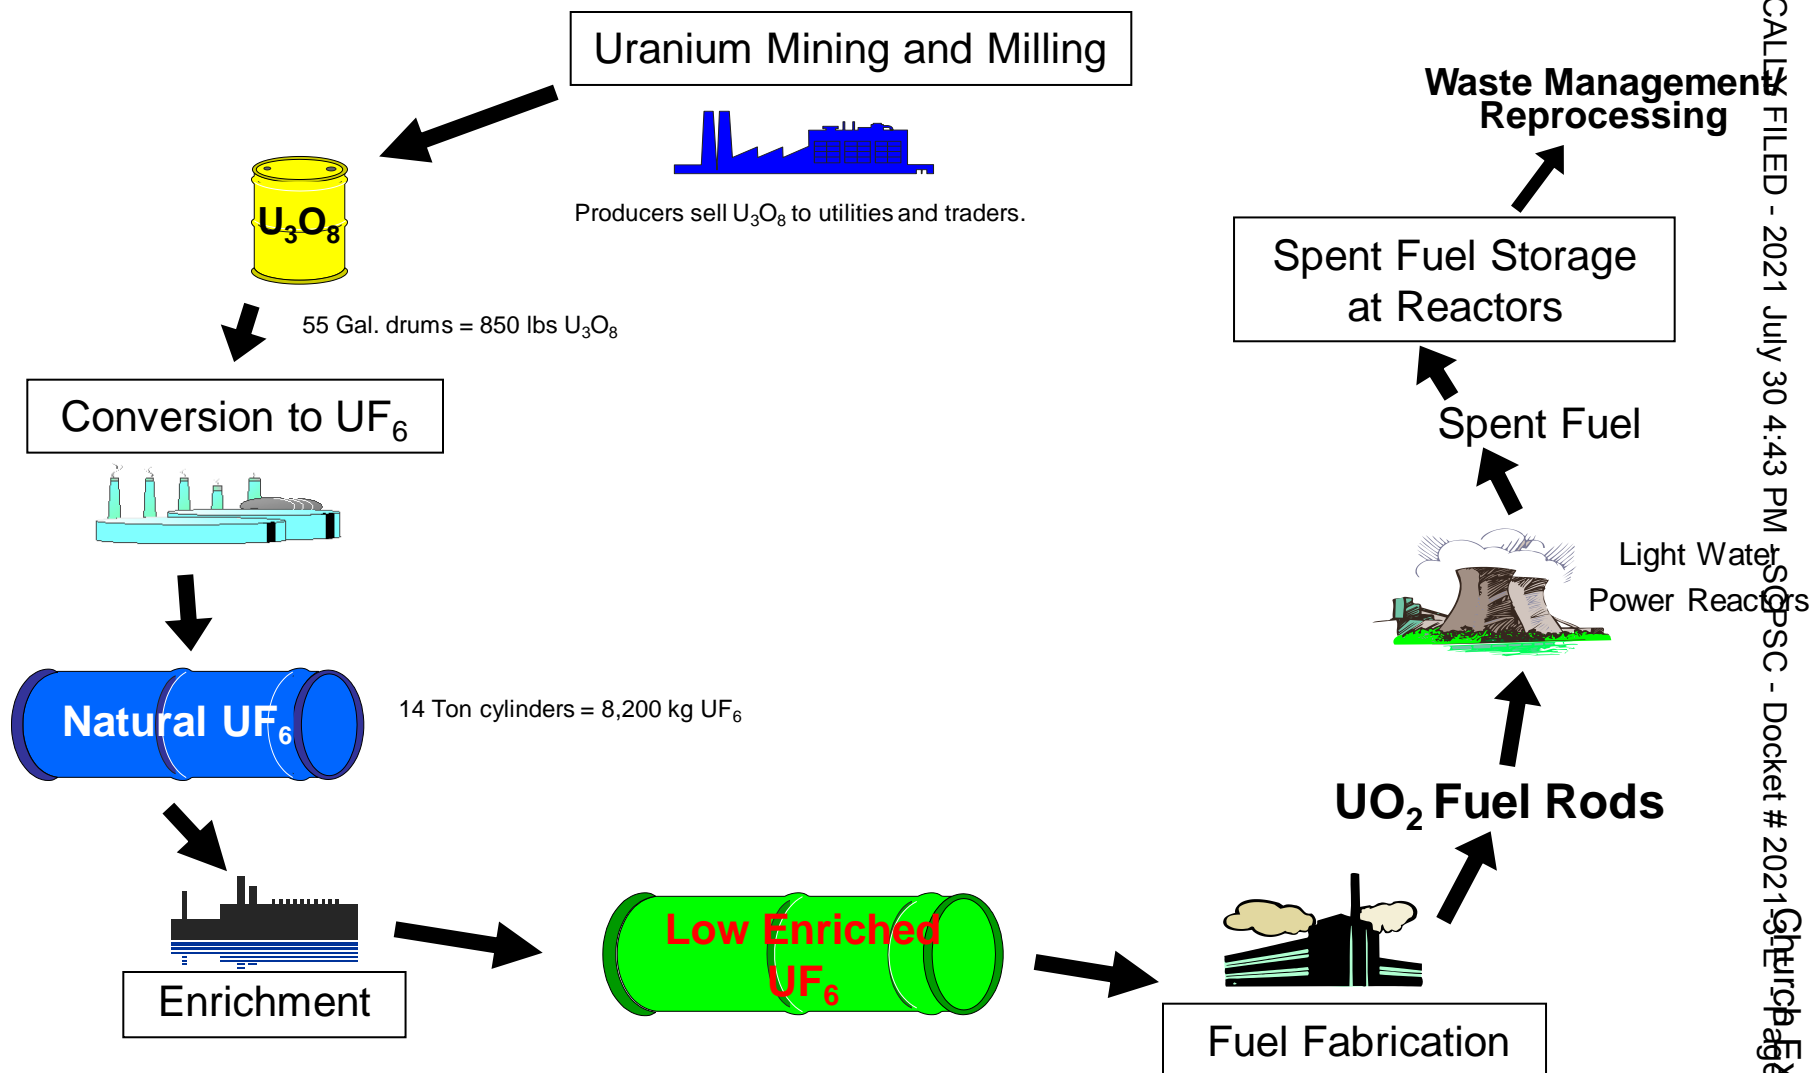 Uranium Mining and Milling
Waste Management/
Reprocessing
U₃O₈
Producers sell U₃O₈ to utilities and traders.
Spent Fuel Storage
at Reactors
55 Gal. drums = 850 lbs U₃O₈
Conversion to UF₆
Spent Fuel
Light Water
Power Reactors
Natural UF₆
14 Ton cylinders = 8,200 kg UF₆
UO₂ Fuel Rods
Low Enriched
UF₆
Enrichment
Fuel Fabrication
FILED - 2021 July 30 4:43 PM - SCPSC - Docket # 2021-3-E - Page
Church